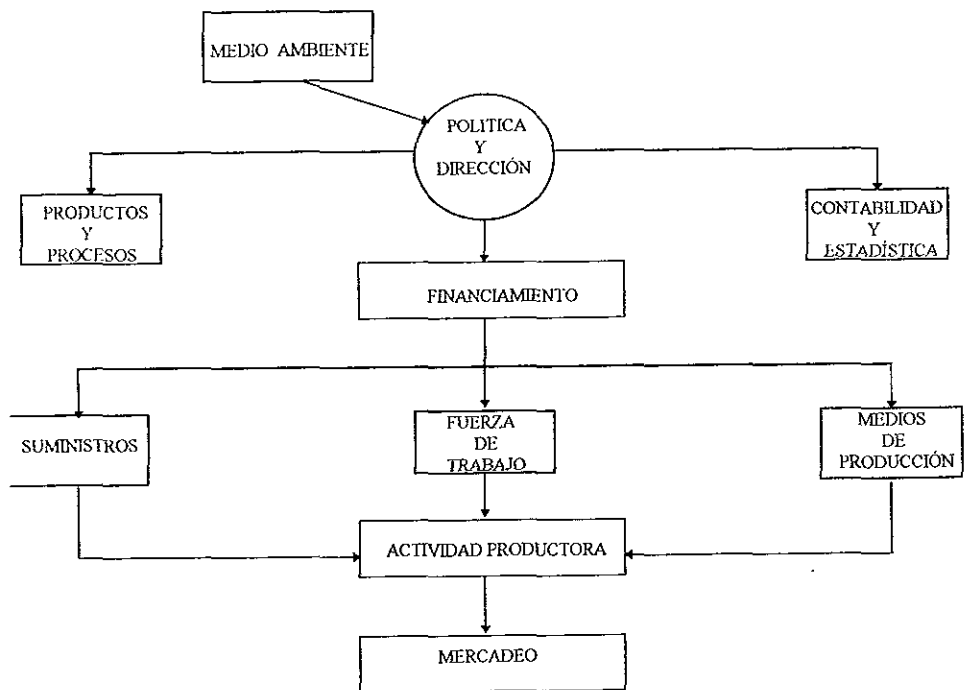 MEDIO AMBIENTE
POLITICA
Y
DIRECCIÓN
PRODUCTOS
Y
PROCESOS
CONTABILIDAD
Y
ESTADÍSTICA
FINANCIAMIENTO
SUMINISTROS
FUERZA
DE
TRABAJO
MEDIOS
DE
PRODUCCIÓN
ACTIVIDAD PRODUCTORA
MERCADEO